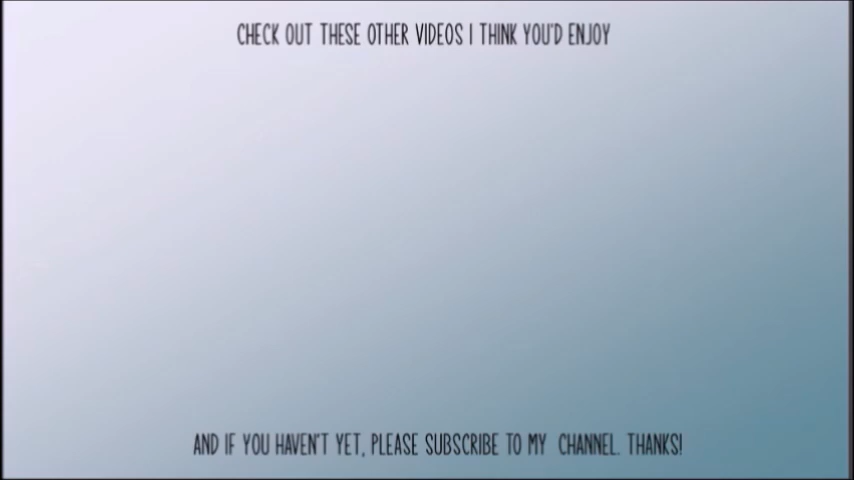 CHECK OUT THESE OTHER VIDEOS I THINK YOU'D ENJOY
AND IF YOU HAVEN'T YET, PLEASE SUBSCRIBE TO MY CHANNEL. THANKS!